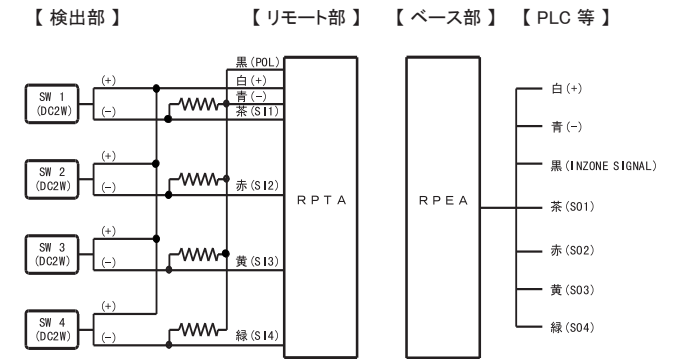 【 検出部 】 【 リモート部 】 【 ベース部 】 【 PLC 等 】
黒(POL)
(+) 白(+)
SW 1 (DC2W)
青(-)
(-) 茶(SI1)
(+)
SW 2 (DC2W)
(-) 赤(SI2)
(+)
SW 3 (DC2W)
(-) 黄(SI3)
(+)
SW 4 (DC2W)
(-) 緑(SI4)
RPTA
RPEA
白(+)
青(-)
黒(INZONE SIGNAL)
茶(SO1)
赤(SO2)
黄(SO3)
緑(SO4)